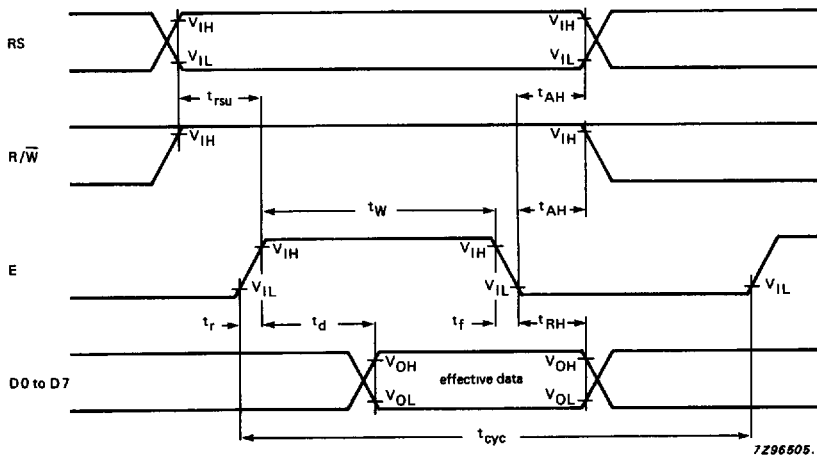 RS
V_IH
V_IL
V_IH
V_IL
t_rsu
t_AH
R/W̅
V_IH
V_IH
t_W
t_AH
E
V_IH
V_IL
V_IH
V_IL
V_IL
t_r
t_d
t_f
t_RH
D0 to D7
V_OH
V_OL
effective data
V_OH
V_OL
t_cyc
7Z96505.